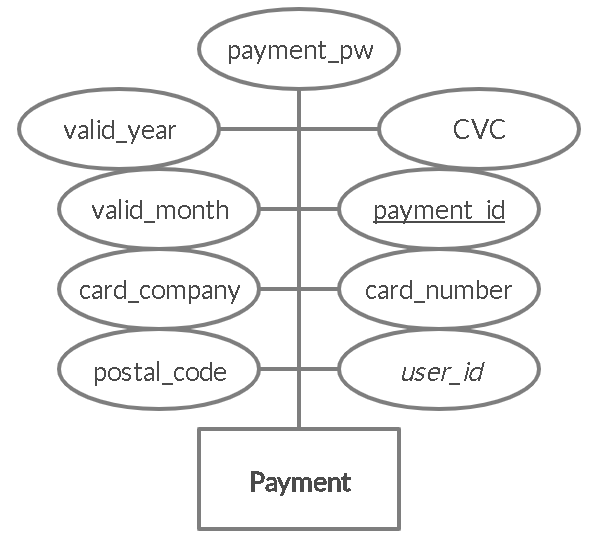 payment_pw
valid_year
CVC
valid_month
payment_id
card_company
card_number
postal_code
user_id
Payment